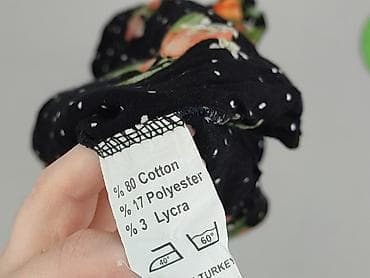 % 80 Cotton
% 17 Polyester
% 3 Lycra
40° 60°
TURKEY